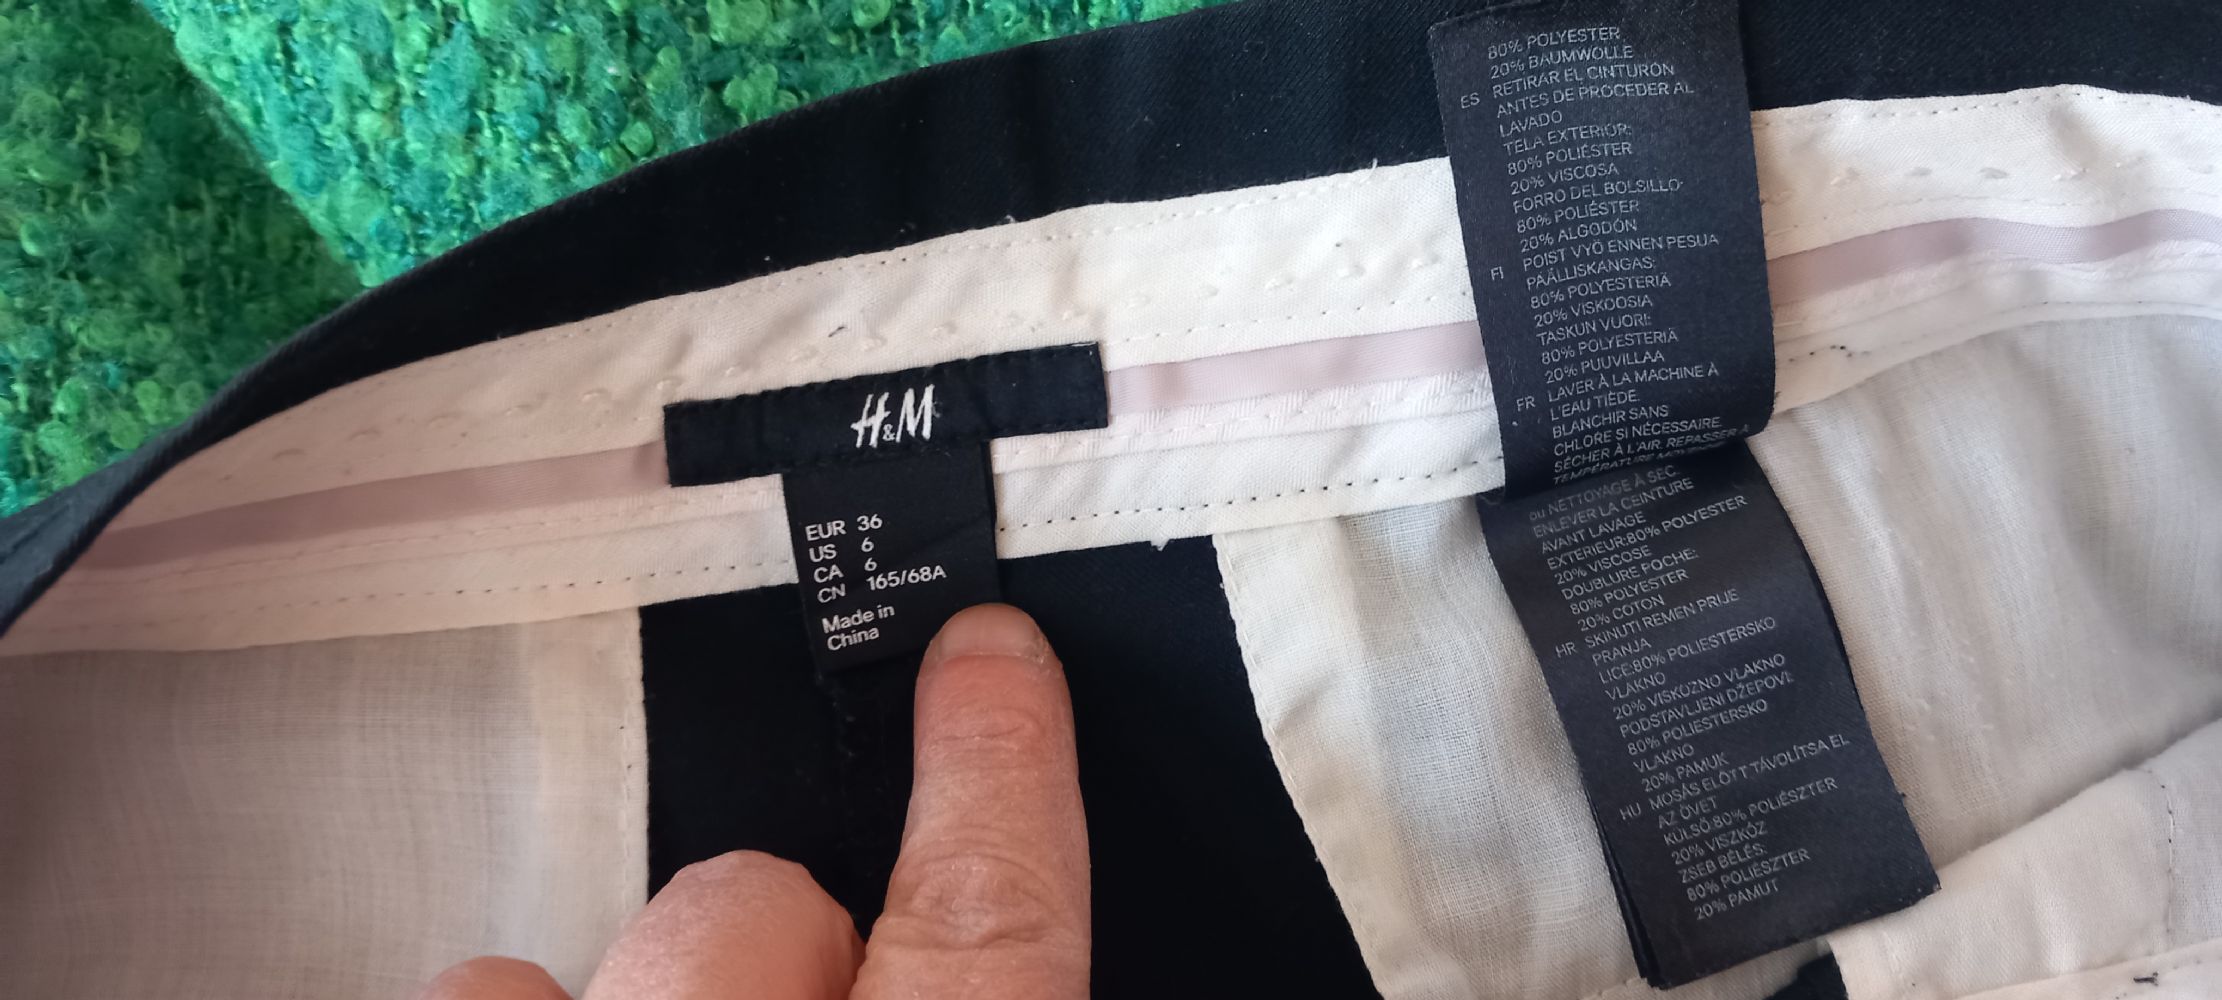 H&M
EUR 36
US 6
CA 6
CN 165/68A
Made in
China
80% POLYESTER
20% BAUMWOLLE
ES RETIRAR EL CINTURÓN
ANTES DE PROCEDER AL
LAVADO
TELA EXTERIOR:
80% POLIÉSTER
20% VISCOSA
FORRO DEL BOLSILLO:
80% POLIÉSTER
20% ALGODÓN
FI POIST VYÖ ENNEN PESUA
PÄÄLLISKANGAS:
80% POLYESTERIÄ
20% VISKOOSIA
TASKUN VUORI:
80% POLYESTERIÄ
20% PUUVILLAA
FR LAVER À LA MACHINE À
L'EAU TIÈDE.
BLANCHIR SANS
CHLORE SI NÉCESSAIRE.
SÉCHER À L'AIR. REPASSER À
TEMPÉRATURE
ou NETTOYAGE À SEC.
ENLEVER LA CEINTURE
AVANT LAVAGE
EXTÉRIEUR:80% POLYESTER
20% VISCOSE
DOUBLURE POCHE:
80% POLYESTER
20% COTON
HR SKINUTI REMEN PRIJE
PRANJA
LICE:80% POLIESTERSKO
VLAKNO
20% VISKOZNO VLAKNO
PODSTAVLJENI DŽEPOVI:
80% POLIESTERSKO
VLAKNO
20% PAMUK
HU MOSÁS ELŐTT TÁVOLÍTSA EL
AZ ÖVET
KÜLSŐ:80% POLIÉSZTER
20% VISZKÓZ
ZSEB BÉLÉS:
80% POLIÉSZTER
20% PAMUT